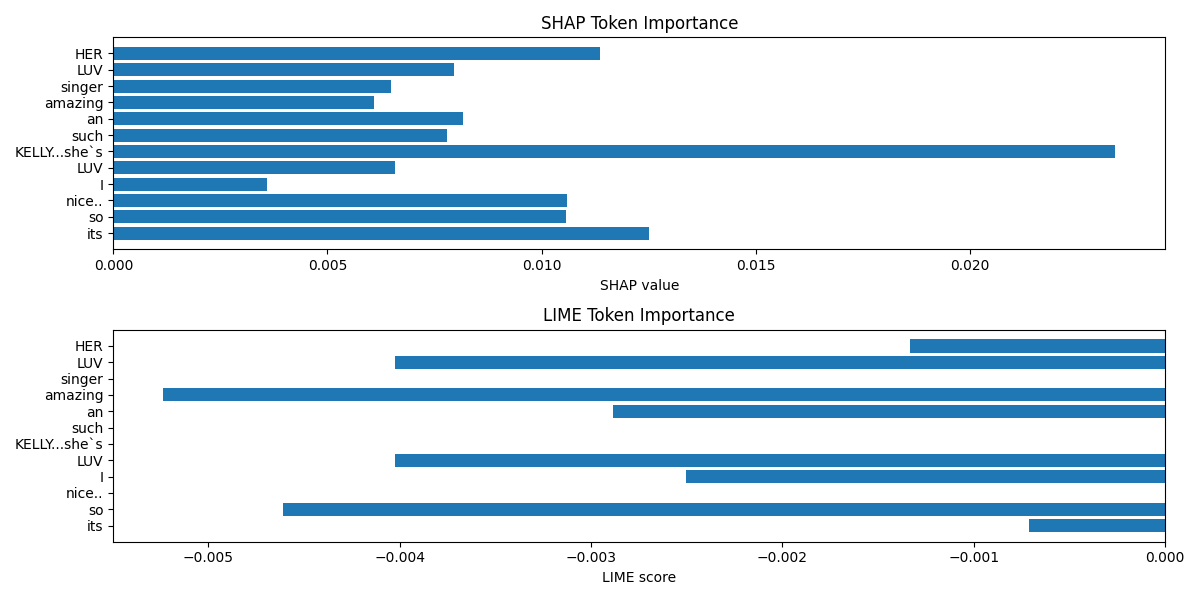 SHAP Token Importance
HER
LUV
singer
amazing
an
such
KELLY...she`s
LUV
I
nice..
so
its
0.000 0.005 0.010 0.015 0.020
SHAP value
LIME Token Importance
HER
LUV
singer
amazing
an
such
KELLY...she`s
LUV
I
nice..
so
its
−0.005 −0.004 −0.003 −0.002 −0.001 0.000
LIME score